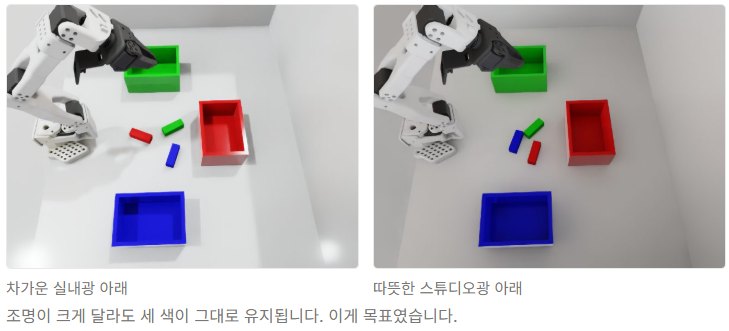 차가운 실내광 아래
따뜻한 스튜디오광 아래
조명이 크게 달라도 세 색이 그대로 유지됩니다. 이게 목표였습니다.